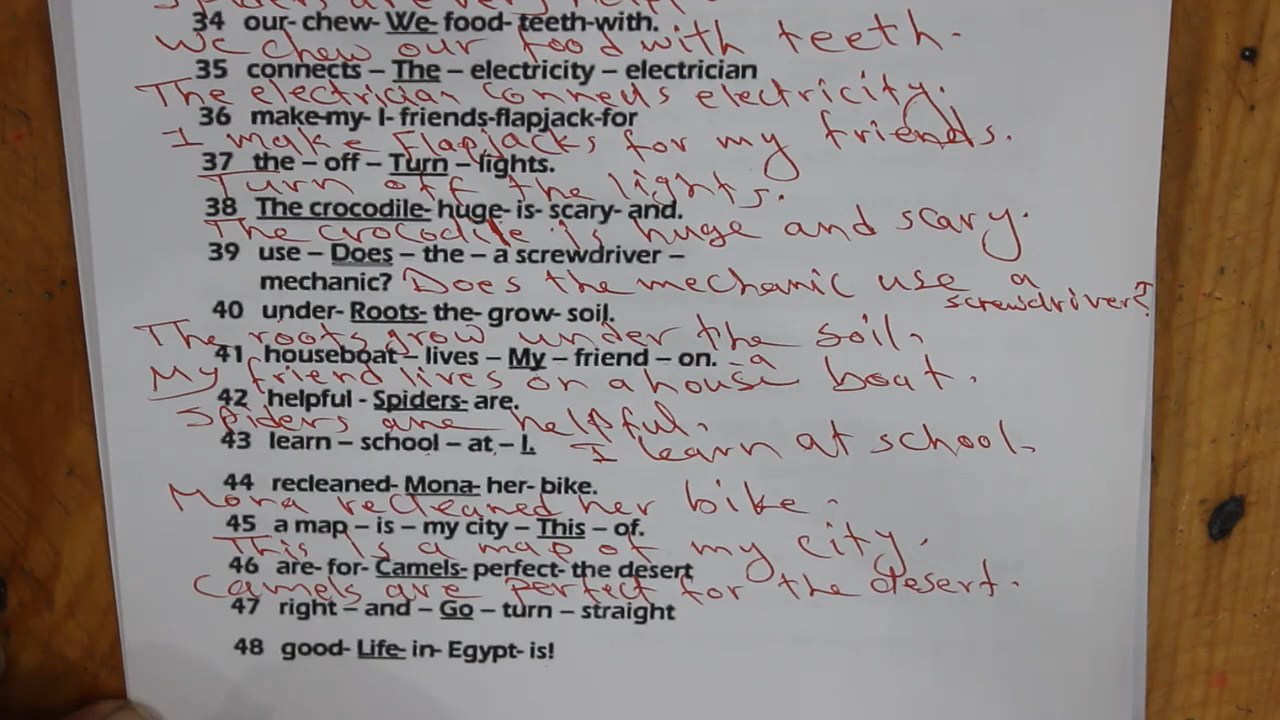 Spiders are very help
34 our- chew- We- food- teeth-with.
We chew our food with teeth.
35 connects – The – electricity – electrician
The electrician connects electricity.
36 make-my- I- friends-flapjack-for
I make Flapjacks for my friends.
37 the – off – Turn – lights.
Turn off the lights.
38 The crocodile- huge- is- scary- and.
The crocodile is huge and scary.
39 use – Does – the – a screwdriver –
mechanic? Does the mechanic use a
screwdriver?
40 under- Roots- the- grow- soil.
The roots grow under the soil.
41 houseboat – lives – My – friend – on. - a
My friend lives on a house boat.
42 helpful - Spiders- are.
Spiders are helpful.
43 learn – school – at – I. I learn at school.
44 recleaned- Mona- her- bike.
Mona recleaned her bike.
45 a map – is – my city – This – of.
This Is a map of my city.
46 are- for- Camels- perfect- the desert
Camels are perfect for the desert.
47 right – and – Go – turn – straight
48 good- Life- in- Egypt- is!